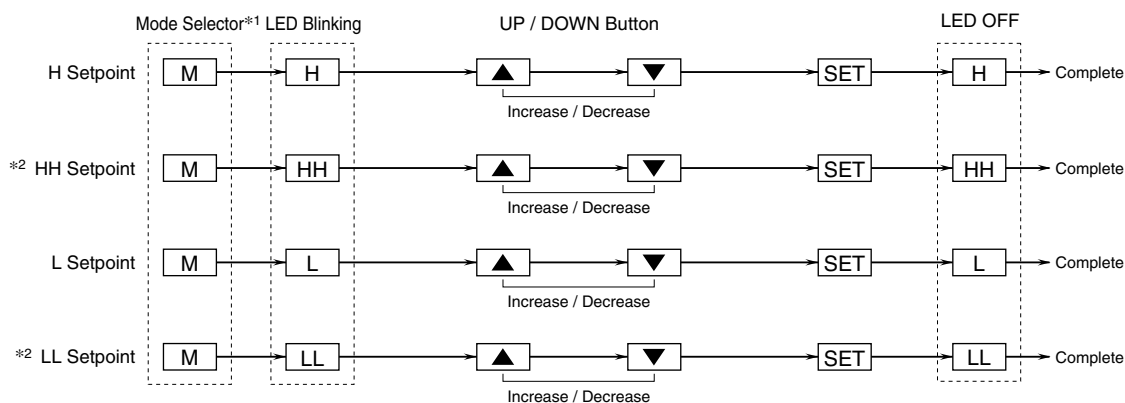 Mode Selector*1 LED Blinking UP / DOWN Button LED OFF
H Setpoint M H ▲ ▼ SET H Complete
Increase / Decrease
*2 HH Setpoint M HH ▲ ▼ SET HH Complete
Increase / Decrease
L Setpoint M L ▲ ▼ SET L Complete
Increase / Decrease
*2 LL Setpoint M LL ▲ ▼ SET LL Complete
Increase / Decrease